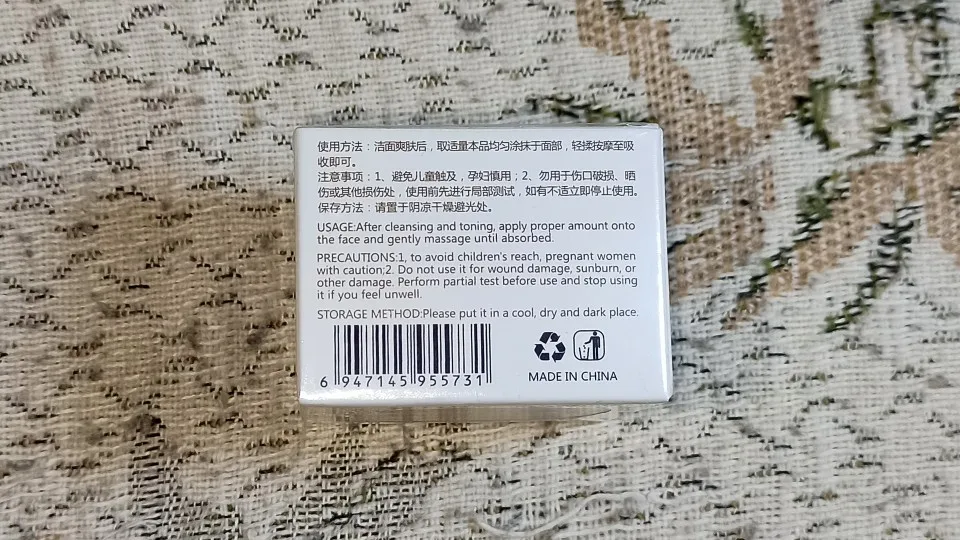 使用方法：洁面爽肤后，取适量本品均匀涂抹于面部，轻揉按摩至吸
收即可。
注意事项：1、避免儿童触及，孕妇慎用；2、勿用于伤口破损、晒
伤或其他损伤处，使用前先进行局部测试，如有不适立即停止使用。
保存方法：请置于阴凉干燥避光处。
USAGE:After cleansing and toning, apply proper amount onto
the face and gently massage until absorbed.
PRECAUTIONS:1, to avoid children's reach, pregnant women
with caution;2. Do not use it for wound damage, sunburn, or
other damage. Perform partial test before use and stop using
it if you feel unwell.
STORAGE METHOD:Please put it in a cool, dry and dark place.
6 947145 955731
MADE IN CHINA